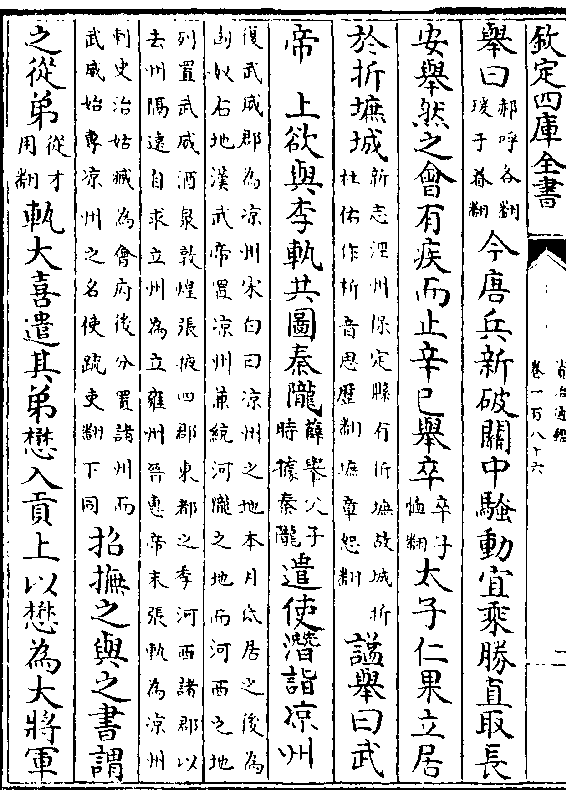 欽定四庫全書
資治通鑑
卷一百八十六
舉曰郝呼各翻瑗于眷翻今唐兵新破關中騷動宜乘勝直取長
安舉然之會有疾而止辛巳舉卒卒子恤翻太子仁果立居
於折墌城新志涇州保定縣有折墌故城折杜佑作析音思歷翻墌章恕翻諡舉曰武
帝 上欲與李軌共圖秦隴薛舉父子時據秦隴遣使潛詣凉州
復武威郡為凉州宋白曰凉州之地本月氐居之後為匈奴右地漢武帝置凉州兼統河隴之地而河西之地
列置武威酒泉敦煌張掖四郡東都之季河西諸郡以去州隔遠自求立州為立雍州晉惠帝末張軌為凉州
刺史治姑臧為會府後分置諸州而武威始專凉州之名使疏吏翻下同招撫之與之書謂
之從弟從才用翻軌大喜遣其弟懋入貢上以懋為大將軍